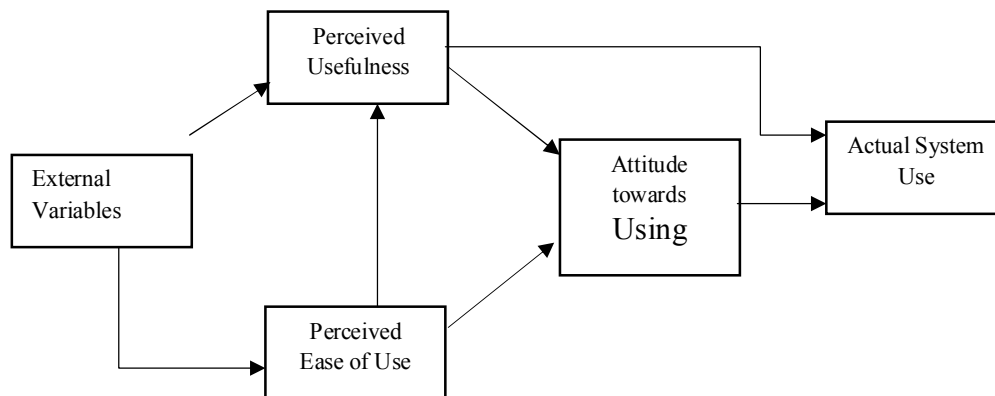 Perceived
Usefulness
External
Variables
Attitude
towards
Using
Actual System
Use
Perceived
Ease of Use